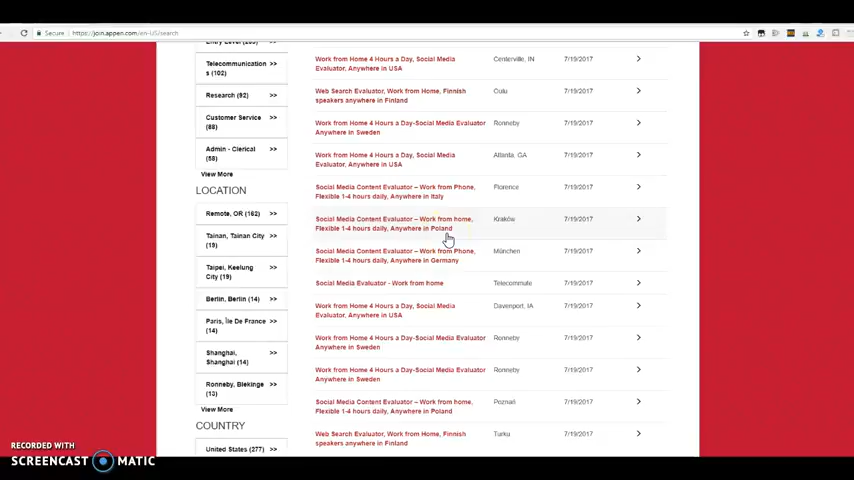 Secure
https://join.appen.com/en-US/search
Entry Level
Telecommunication >>
s (102)
Research (92) >>
Customer Service >>
(88)
Admin - Clerical >>
(58)
View More
LOCATION
Remote, OR (162) >>
Tainan, Tainan City >>
(19)
Taipei, Keelung >>
City (19)
Berlin, Berlin (14) >>
Paris, Île De France >>
(14)
Shanghai, >>
Shanghai (14)
Ronneby, Blekinge >>
(13)
View More
COUNTRY
United States (277) >>
Work from Home 4 Hours a Day, Social Media Centerville, IN 7/19/2017
Evaluator, Anywhere in USA
Web Search Evaluator, Work from Home, Finnish Oulu 7/19/2017
speakers anywhere in Finland
Work from Home 4 Hours a Day-Social Media Evaluator Ronneby 7/19/2017
Anywhere in Sweden
Work from Home 4 Hours a Day, Social Media Atlanta, GA 7/19/2017
Evaluator, Anywhere in USA
Social Media Content Evaluator – Work from Phone, Florence 7/19/2017
Flexible 1-4 hours daily, Anywhere in Italy
Social Media Content Evaluator – Work from home, Kraków 7/19/2017
Flexible 1-4 hours daily, Anywhere in Poland
Social Media Content Evaluator – Work from Phone, München 7/19/2017
Flexible 1-4 hours daily, Anywhere in Germany
Social Media Evaluator - Work from home Telecommute 7/19/2017
Work from Home 4 Hours a Day, Social Media Davenport, IA 7/19/2017
Evaluator, Anywhere in USA
Work from Home 4 Hours a Day-Social Media Evaluator Ronneby 7/19/2017
Anywhere in Sweden
Work from Home 4 Hours a Day-Social Media Evaluator Ronneby 7/19/2017
Anywhere in Sweden
Social Media Content Evaluator – Work from home, Poznań 7/19/2017
Flexible 1-4 hours daily, Anywhere in Poland
Web Search Evaluator, Work from Home, Finnish Turku 7/19/2017
speakers anywhere in Finland
RECORDED WITH
SCREENCAST MATIC